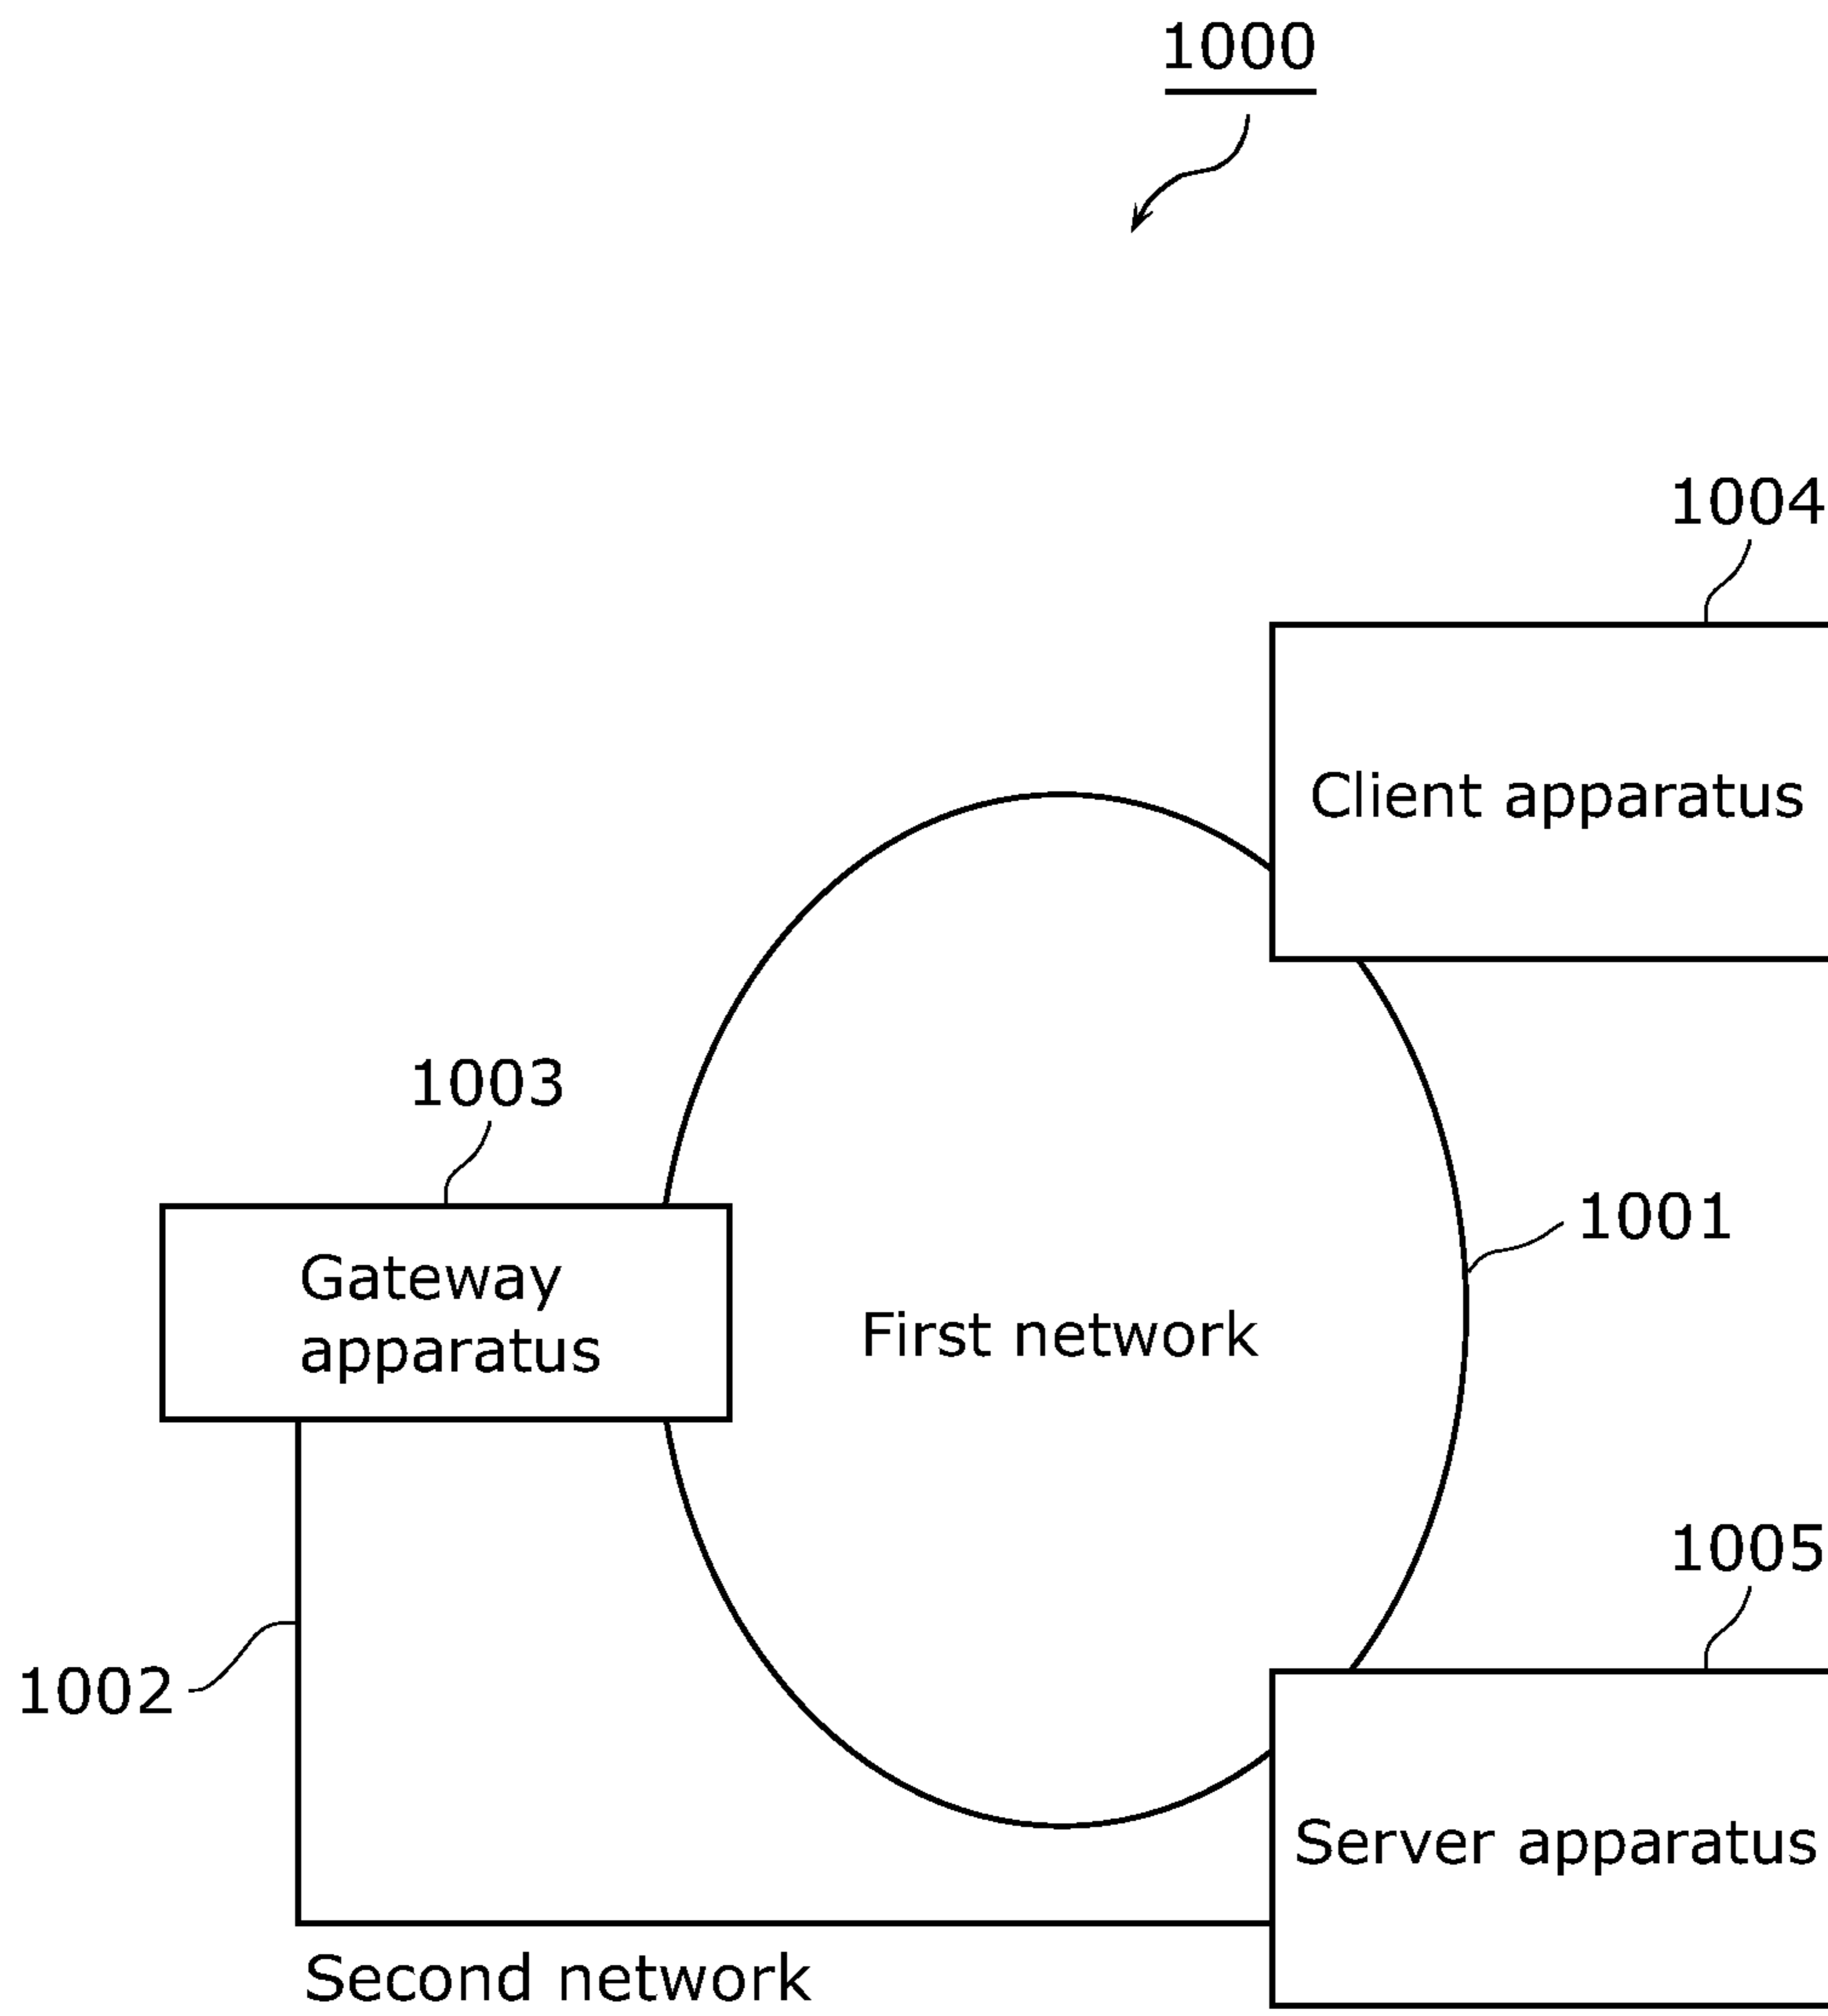 1000
1004
Client apparatus
1003
Gateway
apparatus
First network
1001
1005
1002
Server apparatus
Second network